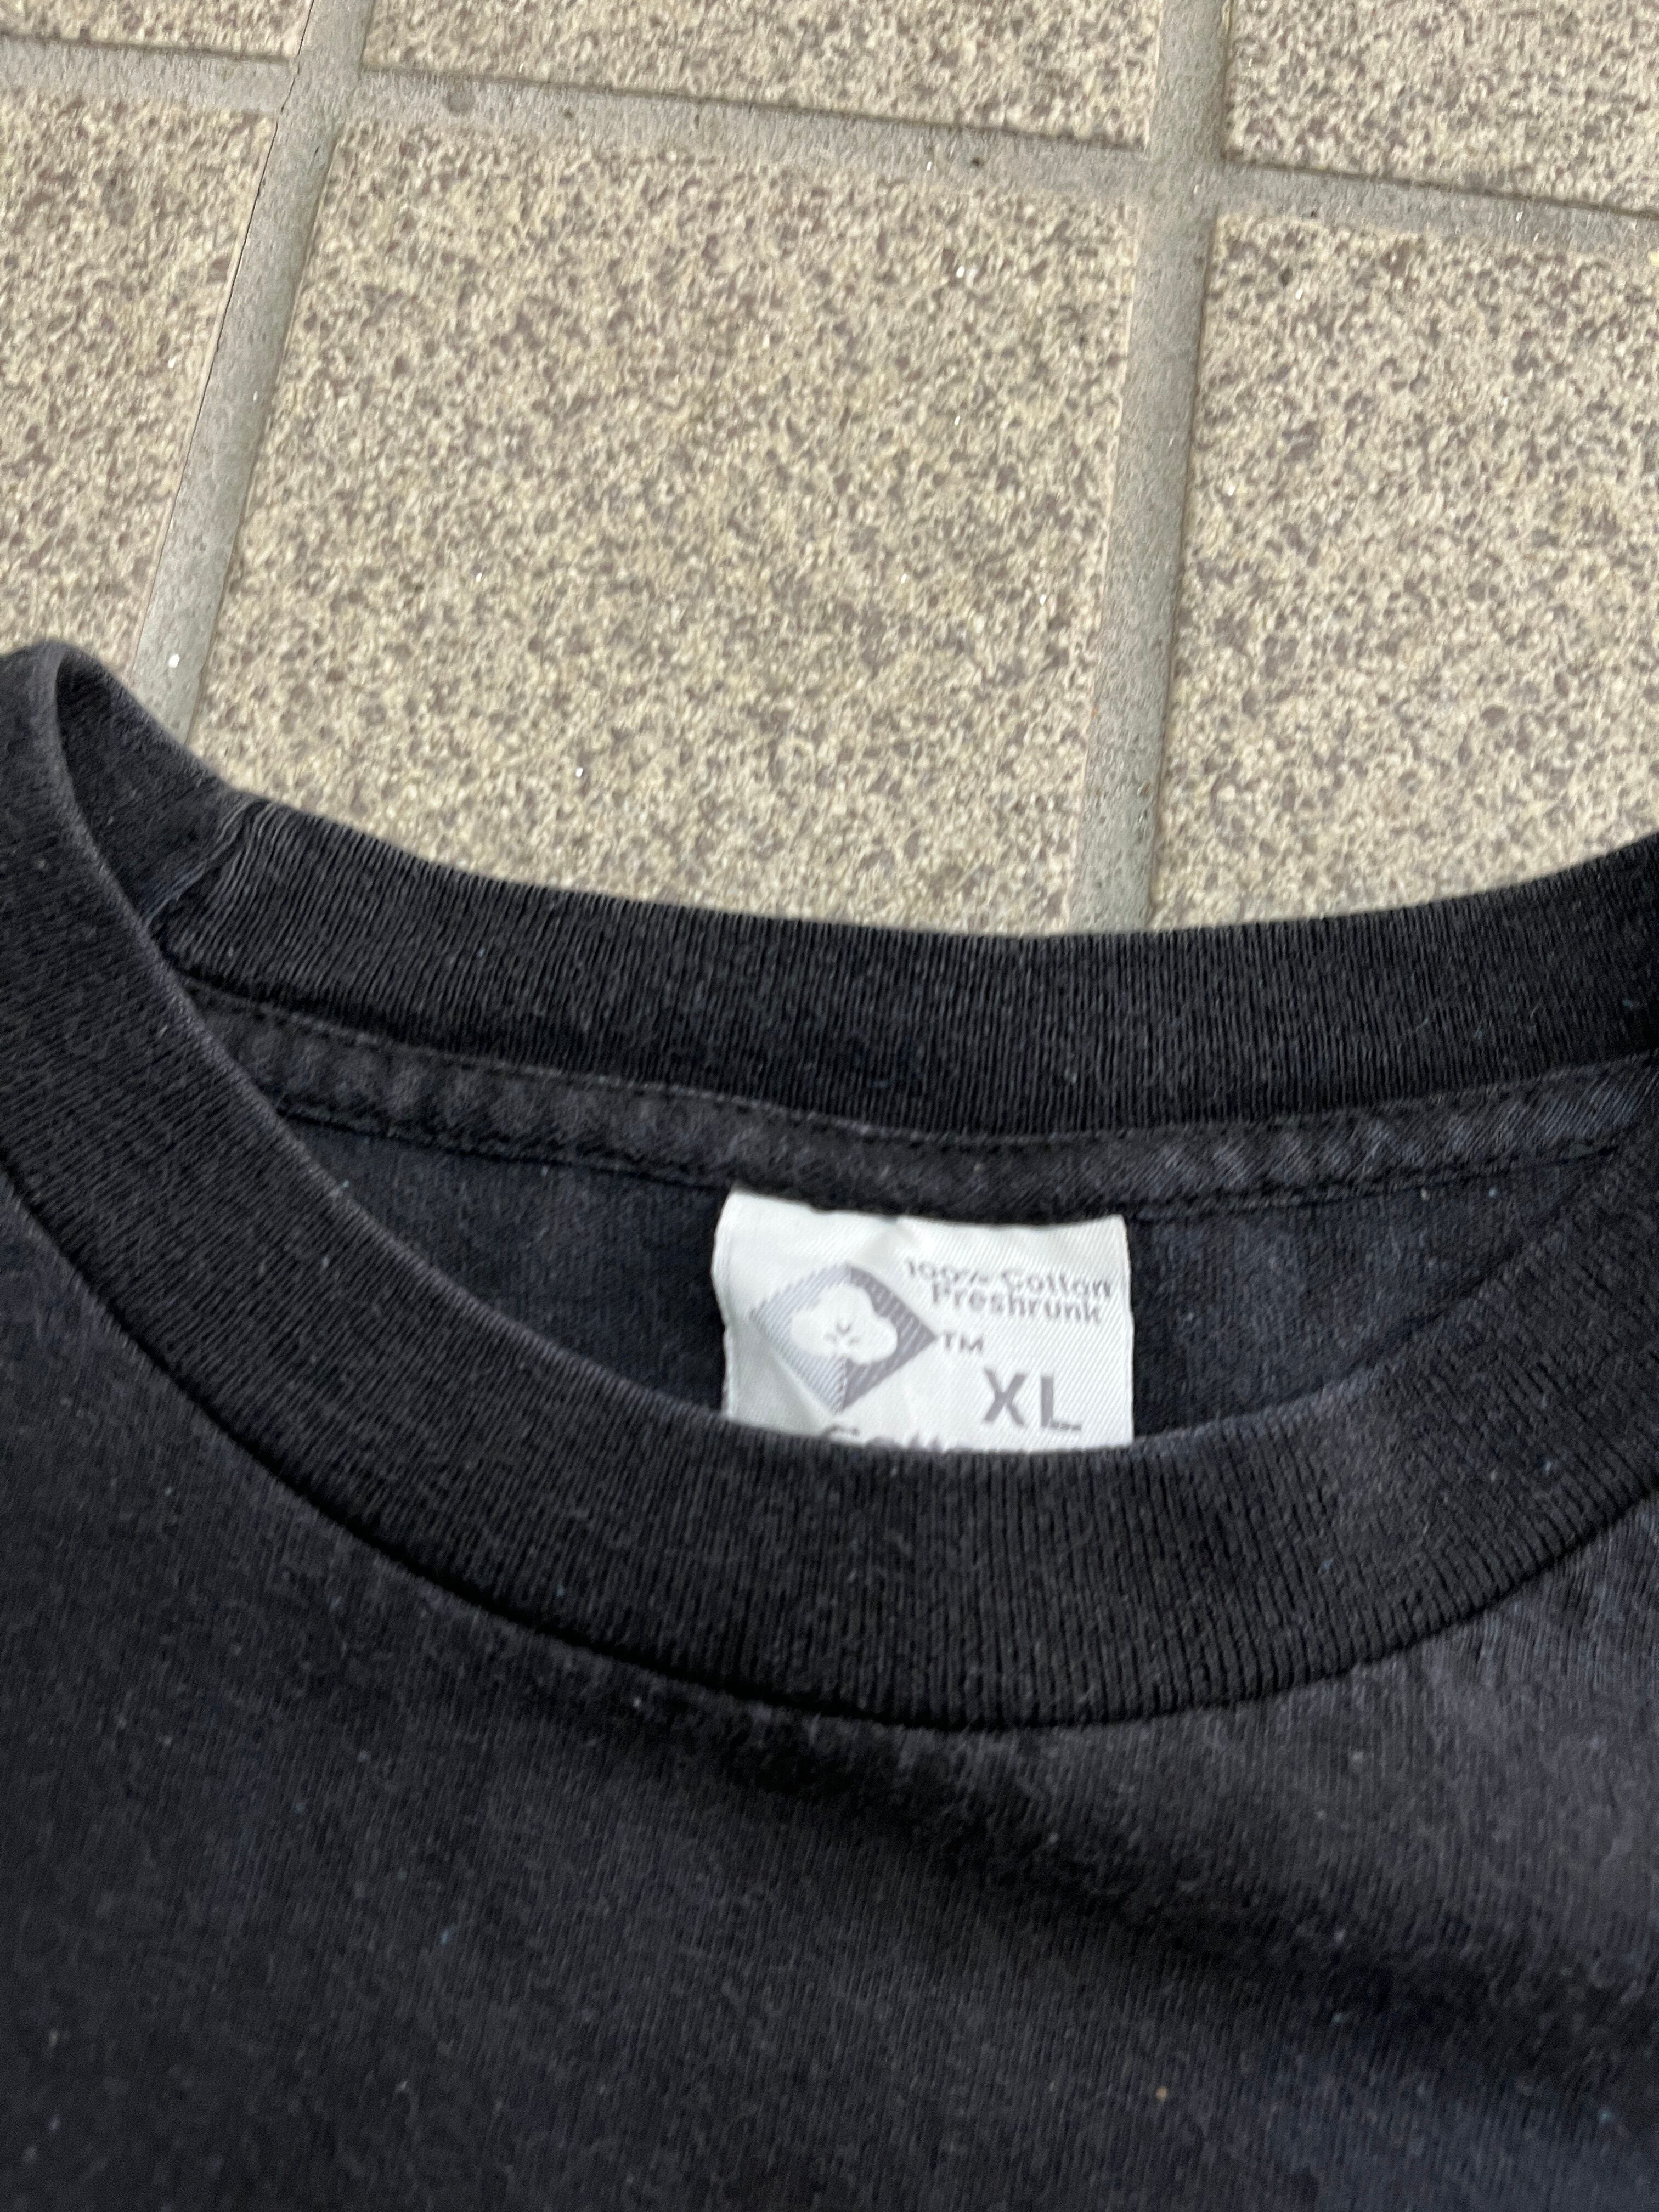 100% Cotton
Preshrunk
TM
XL